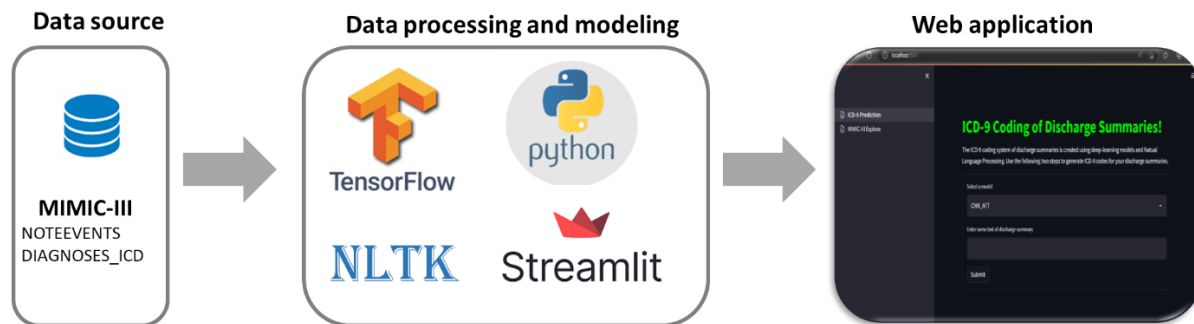 Data source
Data processing and modeling
Web application
MIMIC-III
NOTEEVENTS
DIAGNOSES_ICD
TensorFlow
python
NLTK
Streamlit
localhost
X
ICD-9 Prediction
MIMIC-III Explore
ICD-9 Coding of Discharge Summaries!
The ICD-9 coding system of discharge summaries is created using deep-learning models and Natual
Language Processing. Use the following two steps to generate ICD-9 codes for your discharge summaries.
Select a model
CNN_ATT
Enter some text of discharge summary
Submit